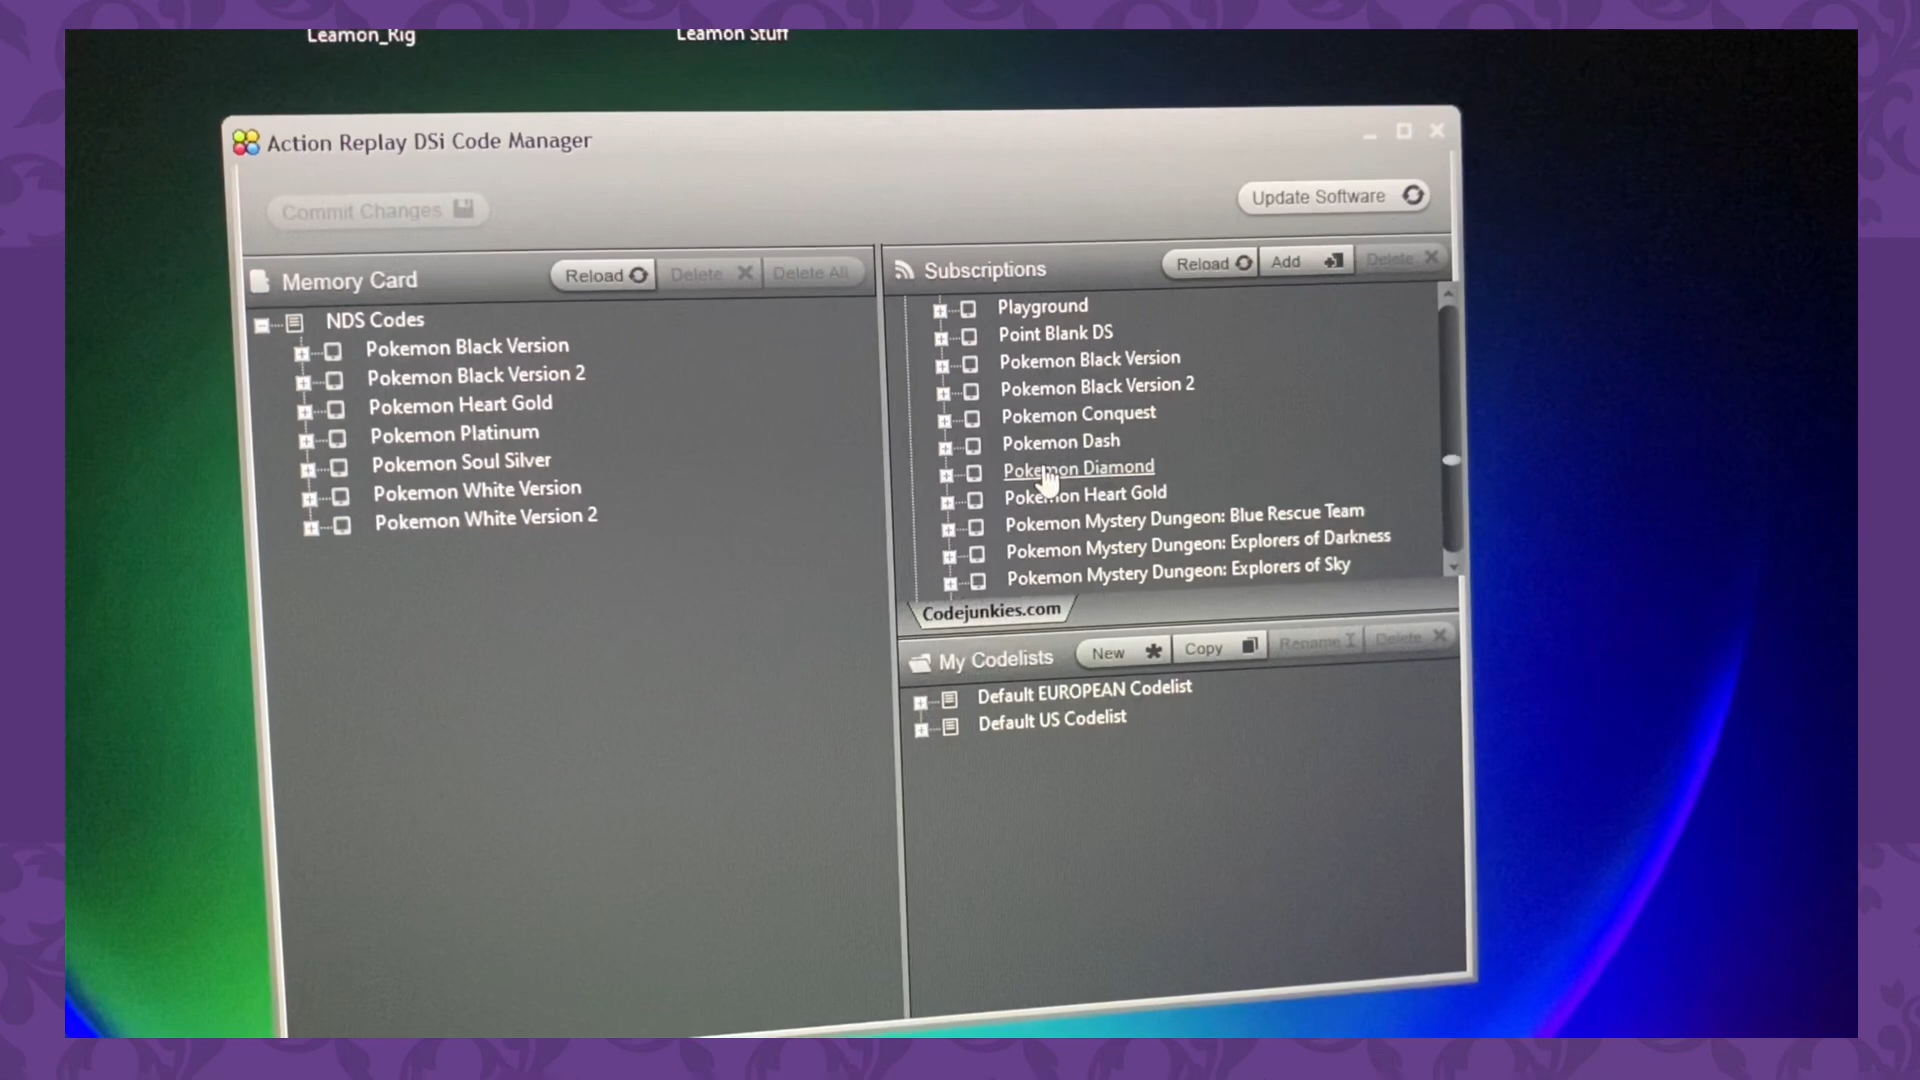 Leamon_Rig
Leamon Stuff
Action Replay DSi Code Manager
Commit Changes
Update Software
Memory Card
Reload
Delete
Delete All
NDS Codes
Pokemon Black Version
Pokemon Black Version 2
Pokemon Heart Gold
Pokemon Platinum
Pokemon Soul Silver
Pokemon White Version
Pokemon White Version 2
Subscriptions
Reload
Add
Delete
Playground
Point Blank DS
Pokemon Black Version
Pokemon Black Version 2
Pokemon Conquest
Pokemon Dash
Pokemon Diamond
Pokemon Heart Gold
Pokemon Mystery Dungeon: Blue Rescue Team
Pokemon Mystery Dungeon: Explorers of Darkness
Pokemon Mystery Dungeon: Explorers of Sky
Codejunkies.com
My Codelists
New
Copy
Rename
Delete
Default EUROPEAN Codelist
Default US Codelist